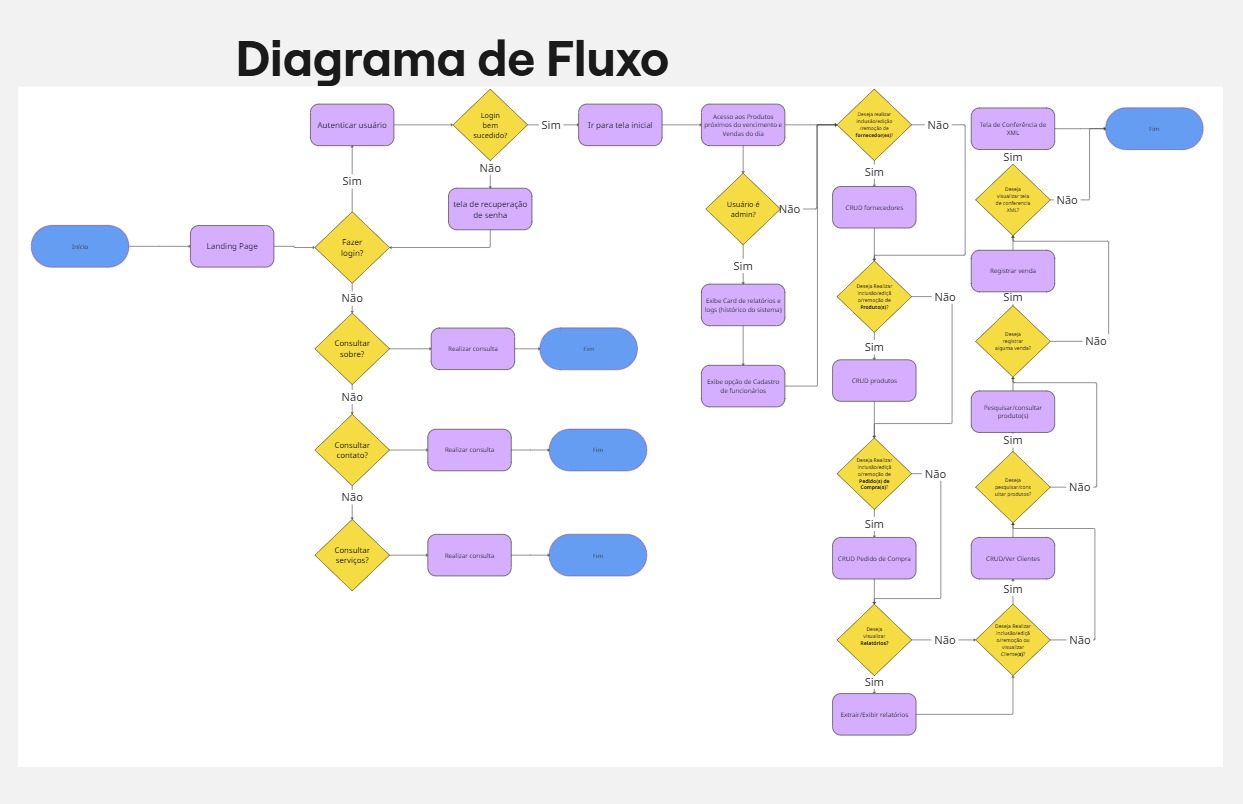 Diagrama de Fluxo
Início
Landing Page
Fazer
login?
Sim
Autenticar usuário
Login
bem
sucedido?
Sim
Ir para tela inicial
Não
tela de recuperação
de senha
Não
Consultar
sobre?
Realizar consulta
Fim
Não
Consultar
contato?
Realizar consulta
Fim
Não
Consultar
serviços?
Realizar consulta
Fim
Acesso aos Produtos
próximos do vencimento e
Vendas do dia
Usuário é
admin?
Não
Sim
Exibe Card de relatórios e
logs (histórico do sistema)
Exibe opção de Cadastro
de funcionários
Deseja realizar
inclusão/edição
/remoção de
fornecedor(es)?
Não
Sim
CRUD fornecedores
Deseja Realizar
inclusão/ediçã
o/remoção de
Produto(s)?
Não
Sim
CRUD produtos
Deseja Realizar
inclusão/ediçã
o/remoção de
Pedido(s) de
Compra(s)?
Não
Sim
CRUD Pedido de Compra
Deseja
visualizar
Relatórios?
Não
Sim
Extrair/Exibir relatórios
Deseja Realizar
inclusão/ediçã
o/remoção ou
visualizar
Cliente(s)?
Não
Sim
CRUD/Ver Clientes
Deseja
pesquisar/cons
ultar produtos?
Não
Sim
Pesquisar/consultar
produto(s)
Deseja
registrar
alguma venda?
Não
Sim
Registrar venda
Deseja
visualizar tela
de conferencia
XML?
Não
Sim
Tela de Conferência de
XML
Fim